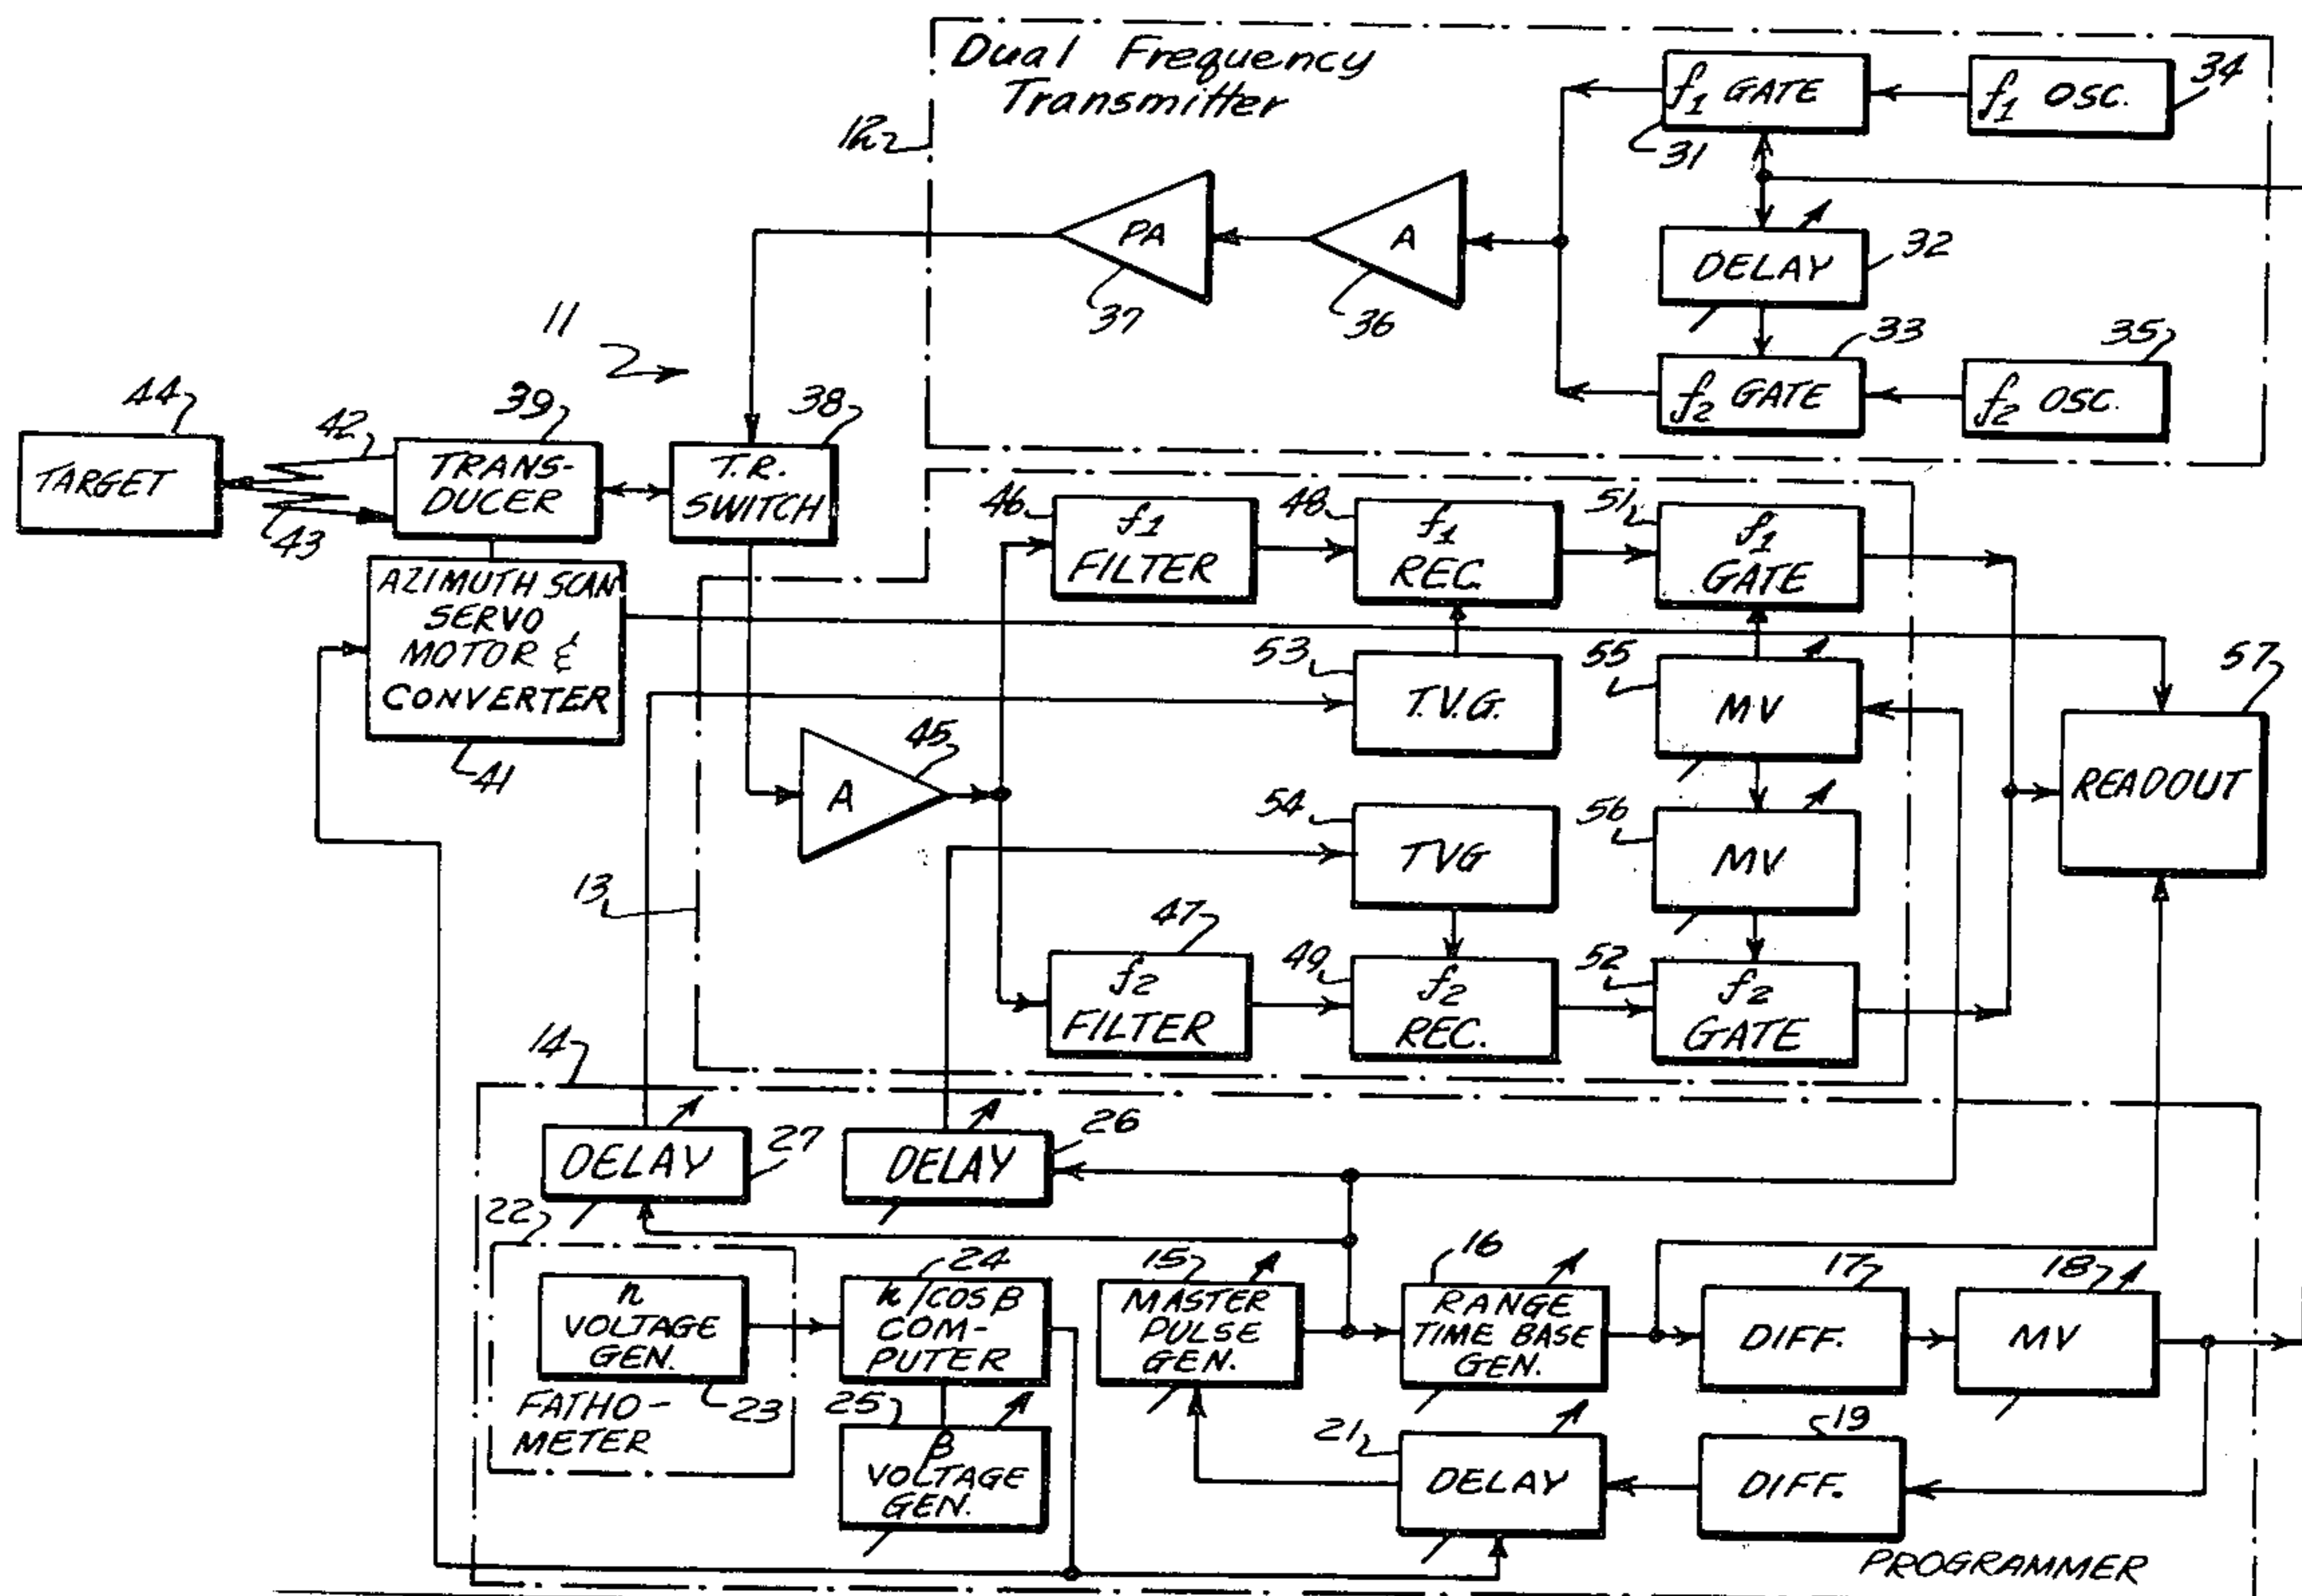 Dual Frequency
Transmitter
12
f1 GATE
31
f1 OSC.
34
PA
37
A
36
DELAY
32
f2 GATE
33
f2 OSC.
35
11
44
TARGET
42
43
39
TRANS-
DUCER
38
T.R.
SWITCH
AZIMUTH SCAN
SERVO
MOTOR &
CONVERTER
41
46
f1
FILTER
48
f1
REC.
51
f1
GATE
53
T.V.G.
55
MV
57
READOUT
45
A
54
TVG
56
MV
13
47
f2
FILTER
49
f2
REC.
52
f2
GATE
14
DELAY
27
DELAY
26
22
h
VOLTAGE
GEN.
23
FATHO-
METER
24
h/COS β
COM-
PUTER
25
β
VOLTAGE
GEN.
15
MASTER
PULSE
GEN.
16
RANGE
TIME BASE
GEN.
17
DIFF.
18
MV
21
DELAY
19
DIFF.
PROGRAMMER